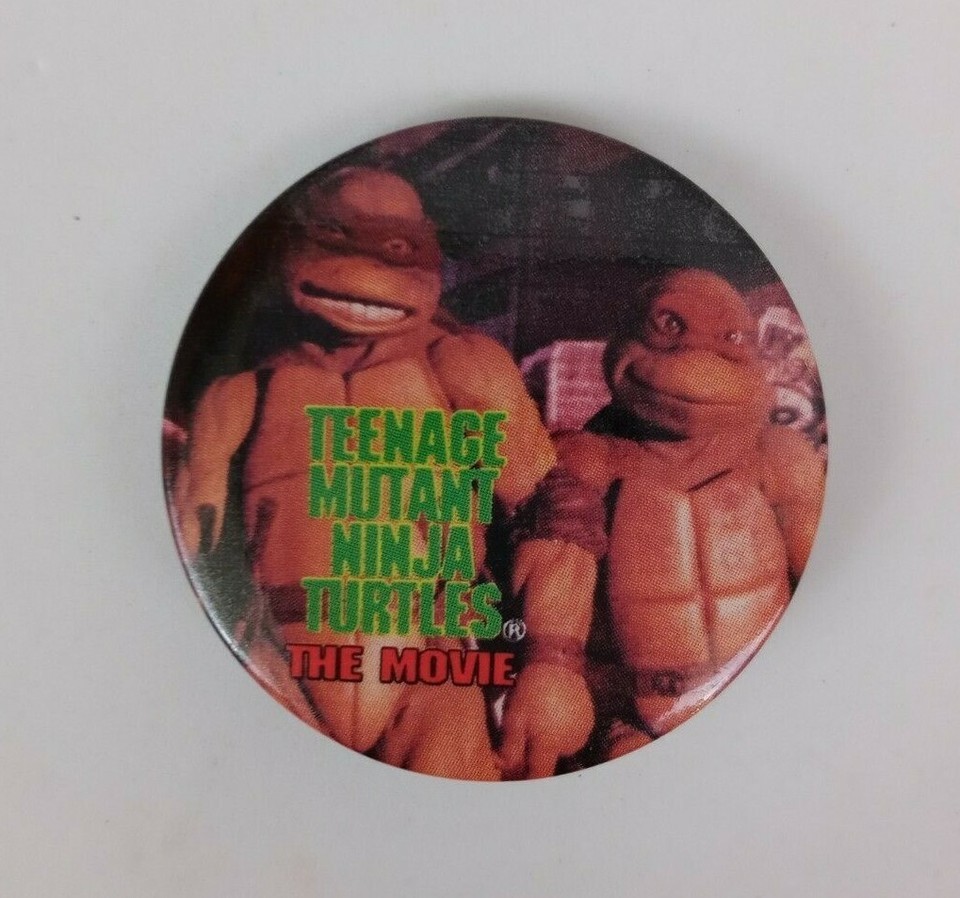 TEENAGE
MUTANT
NINJA
TURTLES®
THE MOVIE